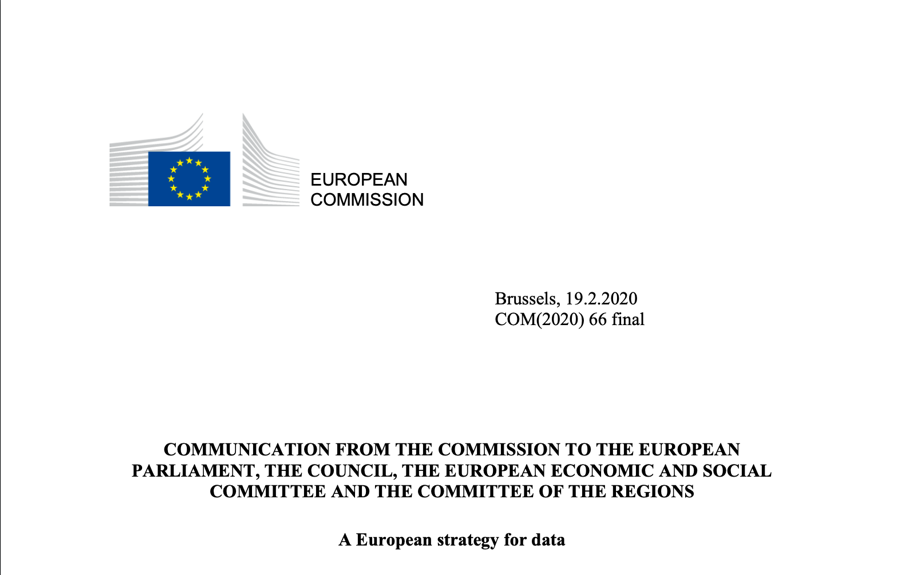 EUROPEAN
COMMISSION
Brussels, 19.2.2020
COM(2020) 66 final
COMMUNICATION FROM THE COMMISSION TO THE EUROPEAN
PARLIAMENT, THE COUNCIL, THE EUROPEAN ECONOMIC AND SOCIAL
COMMITTEE AND THE COMMITTEE OF THE REGIONS
A European strategy for data